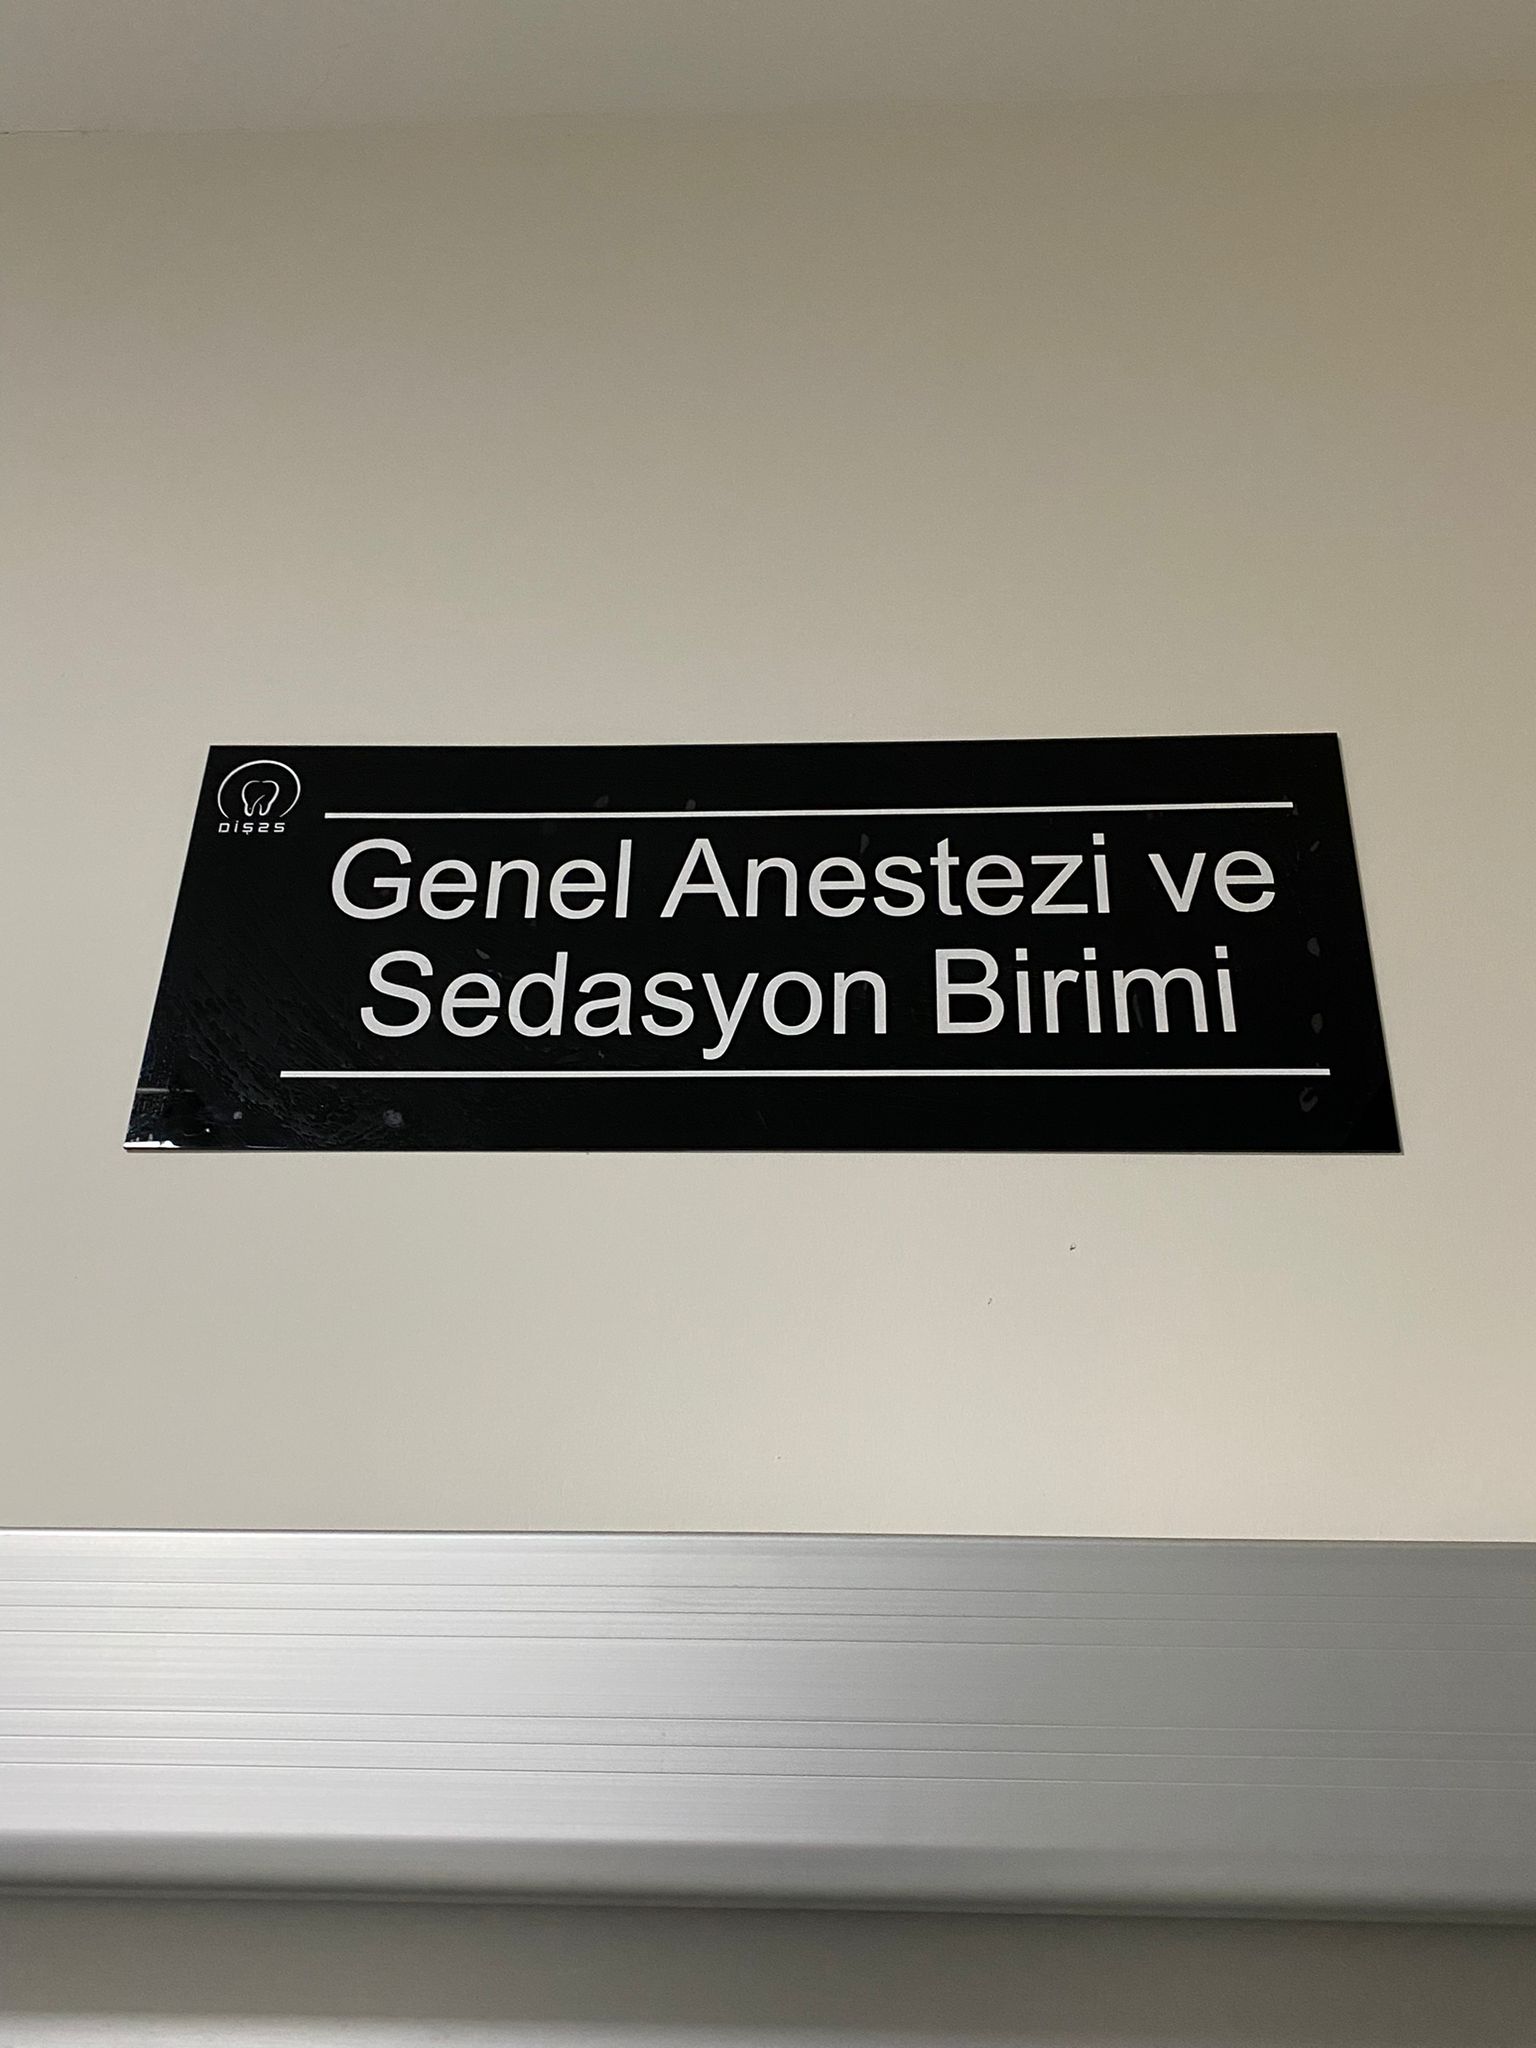 DİŞ25
Genel Anestezi ve
Sedasyon Birimi